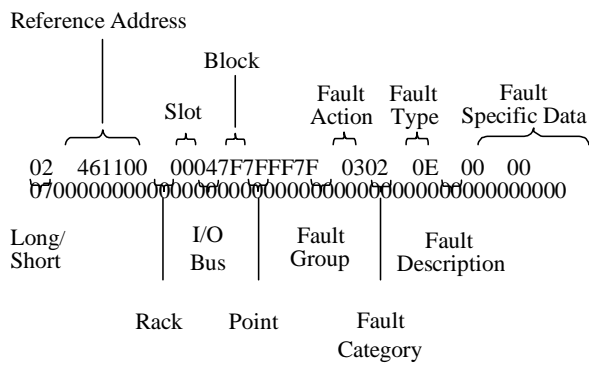 Reference Address
Block
Slot
Fault Action
Fault Type
Fault Specific Data
02 461100 00047F7FFF7F 0302 0E 00 00
070000000000000000000000000000000000000000000000
Long/ Short
I/O Bus
Fault Group
Fault Description
Rack
Point
Fault Category